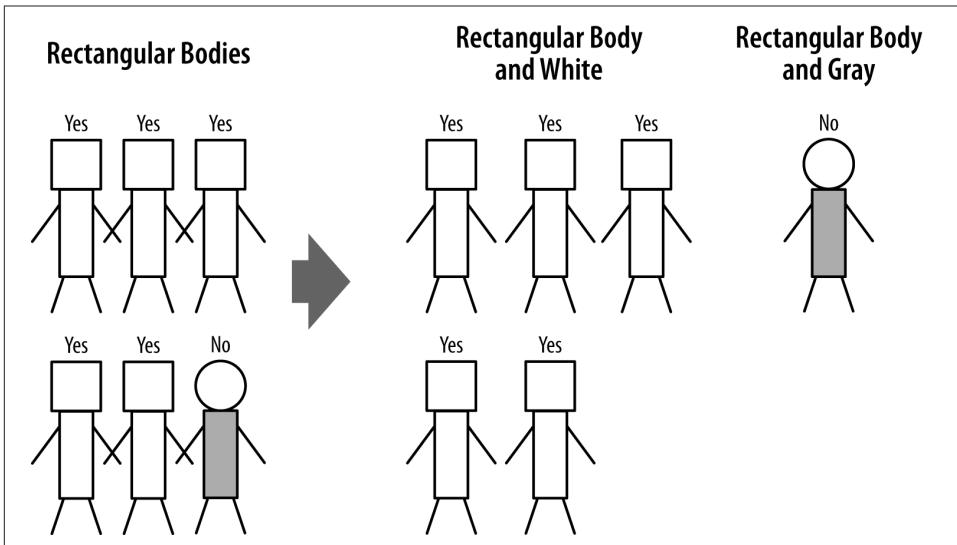 Rectangular Bodies
Rectangular Body
and White
Rectangular Body
and Gray
Yes Yes Yes
Yes Yes Yes
No
Yes Yes No
Yes Yes